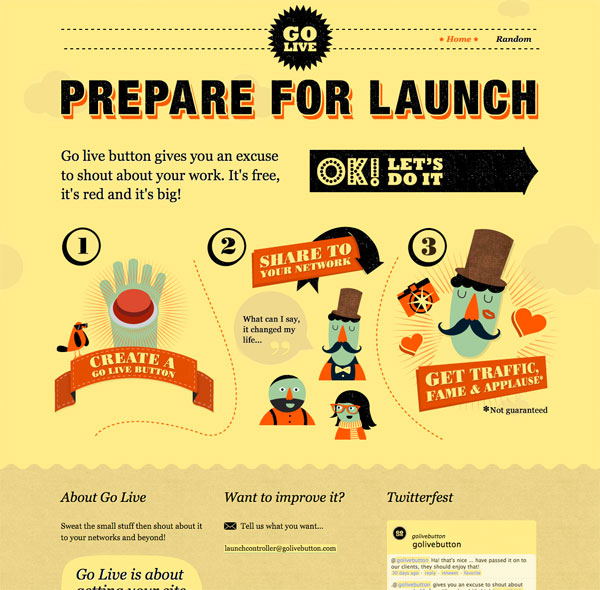 GO
LIVE
★ Home ★ Random
PREPARE FOR LAUNCH
Go live button gives you an excuse
to shout about your work. It's free,
it's red and it's big!
OK! LET'S
DO IT
1
CREATE A
GO LIVE BUTTON
2
SHARE TO
YOUR NETWORK
What can I say,
it changed my
life...
3
GET TRAFFIC,
FAME & APPLAUSE*
*Not guaranteed
About Go Live
Sweat the small stuff then shout about it
to your networks and beyond!
Go Live is about
getting your site
Want to improve it?
Tell us what you want...
launchcontroller@golivebutton.com
Twitterfest
GO
LIVE
golivebutton
golivebutton
@golivebutton Ha! that's nice ... have passed it on to
our clients, they should enjoy that!
30 days ago · reply · retweet · favorite
@golivebutton gives you an excuse to shout about